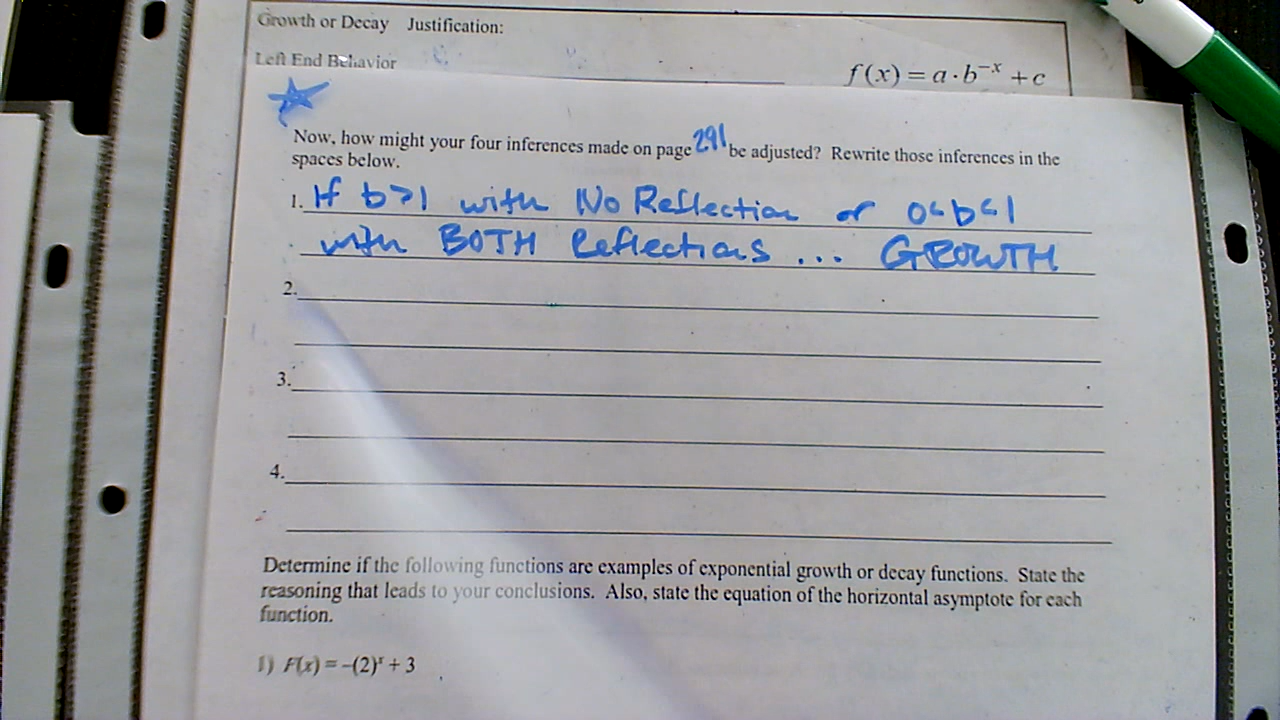 Growth or Decay Justification:
Left End Behavior
f(x) = a·b⁻ˣ + c
Now, how might your four inferences made on page 291 be adjusted? Rewrite those inferences in the
spaces below.
1. If b>1 with No Reflection or 0<b<1
with BOTH Reflections ... GROWTH
2.
3.
4.
Determine if the following functions are examples of exponential growth or decay functions. State the
reasoning that leads to your conclusions. Also, state the equation of the horizontal asymptote for each
function.
1) F(x) = –(2)ˣ + 3